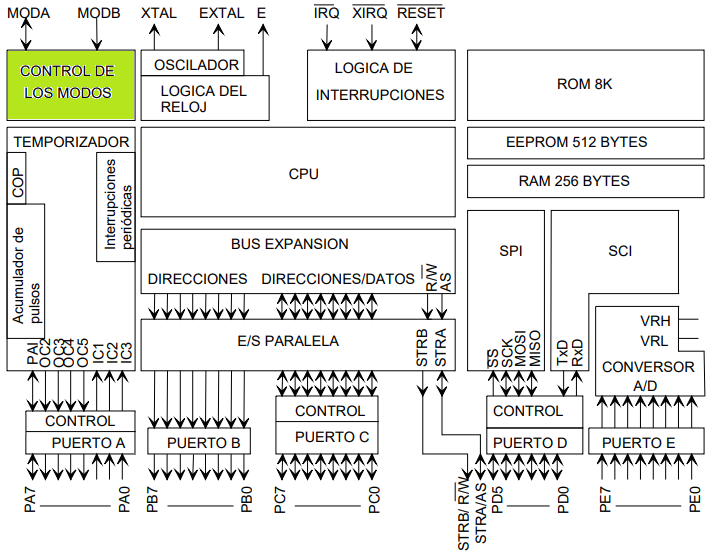 MODA
MODB
XTAL
EXTAL
E
IRQ
XIRQ
RESET
CONTROL DE
LOS MODOS
OSCILADOR
LOGICA DEL
RELOJ
LOGICA DE
INTERRUPCIONES
ROM 8K
TEMPORIZADOR
COP
Interrupciones
periódicas
Acumulador de
pulsos
CPU
EEPROM 512 BYTES
RAM 256 BYTES
BUS EXPANSION
DIRECCIONES
DIRECCIONES/DATOS
R/W
AS
SPI
SCI
E/S PARALELA
STRB
STRA
VRH
VRL
CONVERSOR
A/D
PAI
OC2
OC3
OC4
OC5
IC1
IC2
IC3
SS
SCK
MOSI
MISO
TxD
RxD
CONTROL
PUERTO A
PUERTO B
CONTROL
PUERTO C
CONTROL
PUERTO D
PUERTO E
PA7
PA0
PB7
PB0
PC7
PC0
STRB/ R/W
STRA/AS
PD5
PD0
PE7
PE0